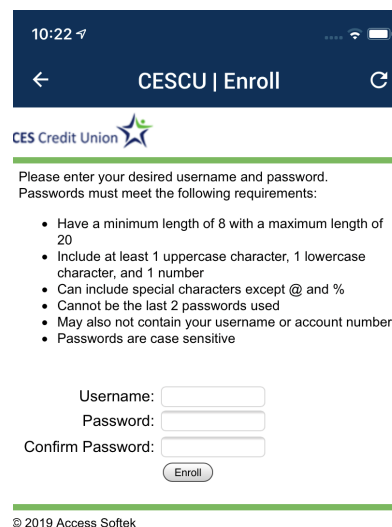 10:22
CESCU | Enroll
CES Credit Union
Please enter your desired username and password.
Passwords must meet the following requirements:
• Have a minimum length of 8 with a maximum length of
20
• Include at least 1 uppercase character, 1 lowercase
character, and 1 number
• Can include special characters except @ and %
• Cannot be the last 2 passwords used
• May also not contain your username or account number
• Passwords are case sensitive
Username:
Password:
Confirm Password:
Enroll
© 2019 Access Softek